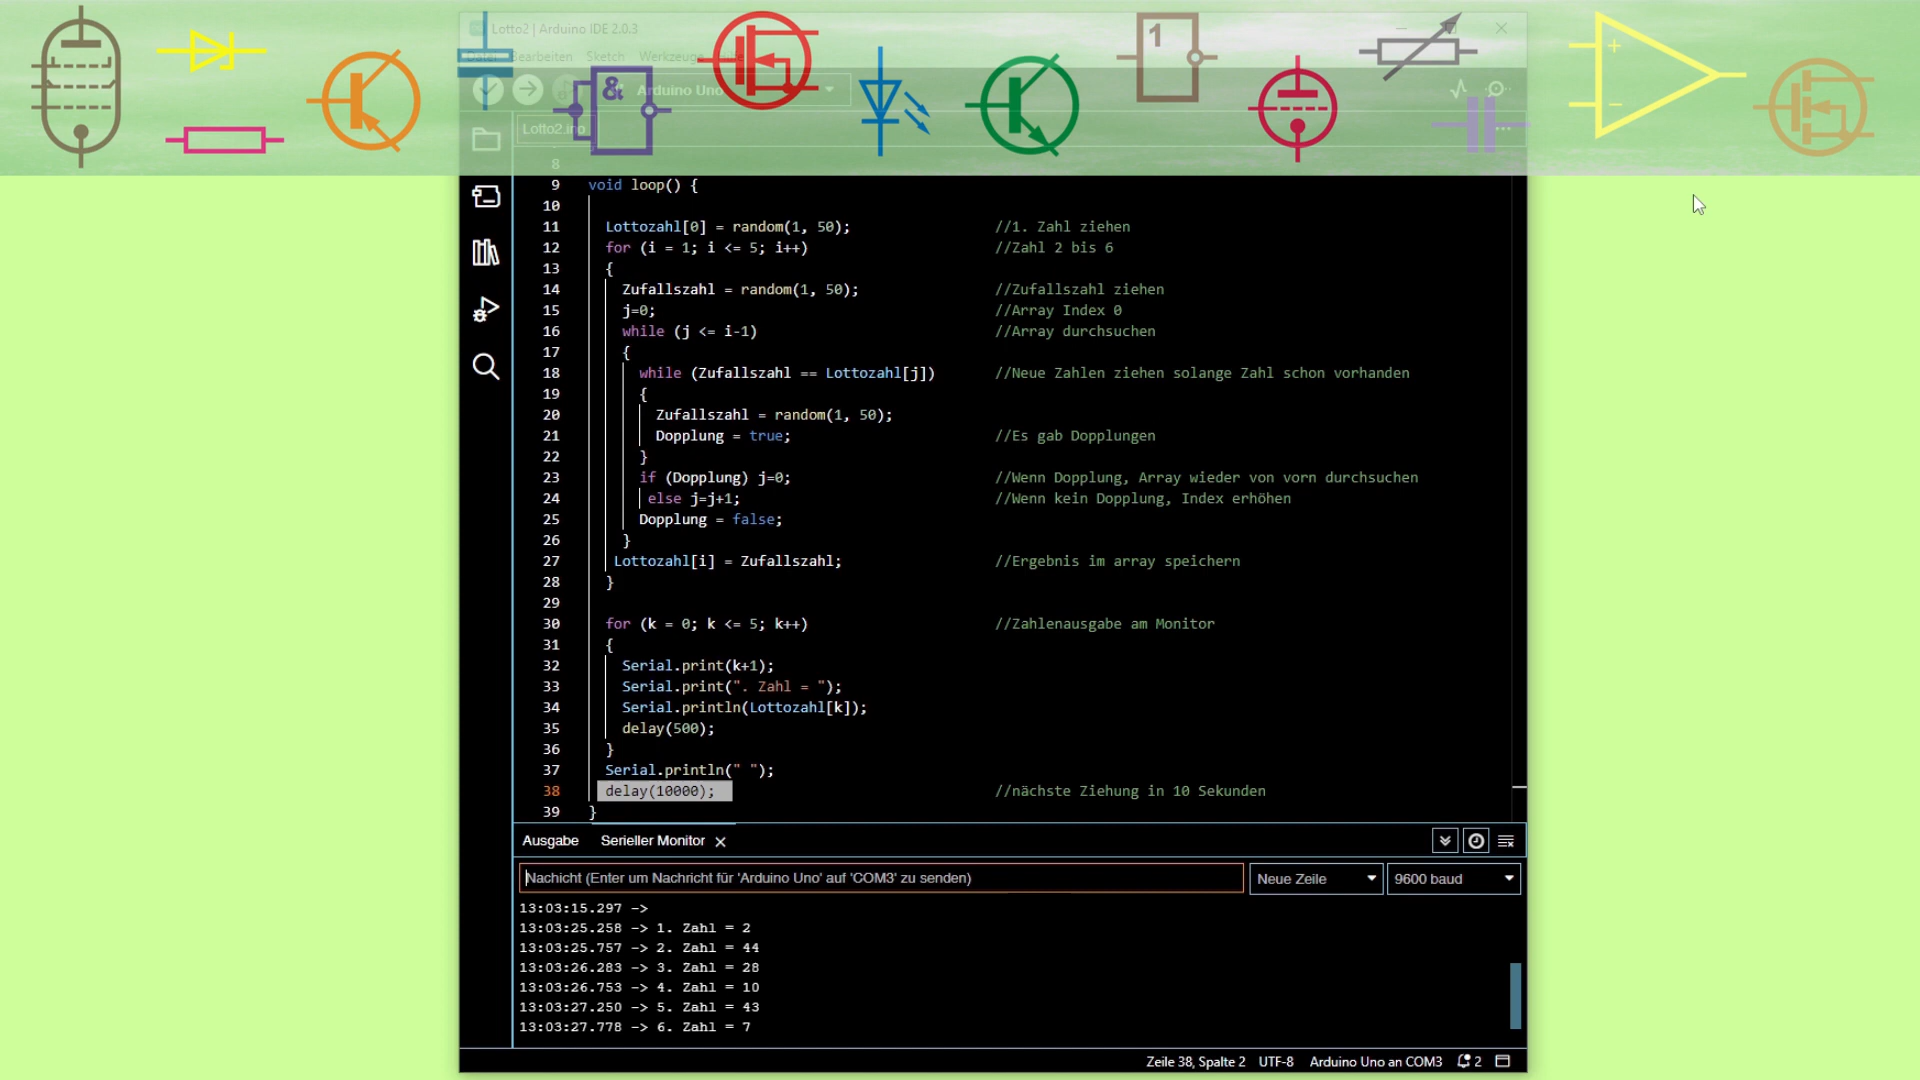 Lotto2 | Arduino IDE 2.0.3
Bearbeiten Sketch Werkzeuge
Arduino Uno
&
1
Lotto2.ino
8
9 void loop() {
10
11 Lottozahl[0] = random(1, 50); //1. Zahl ziehen
12 for (i = 1; i <= 5; i++) //Zahl 2 bis 6
13 {
14 Zufallszahl = random(1, 50); //Zufallszahl ziehen
15 j=0; //Array Index 0
16 while (j <= i-1) //Array durchsuchen
17 {
18 while (Zufallszahl == Lottozahl[j]) //Neue Zahlen ziehen solange Zahl schon vorhanden
19 {
20 Zufallszahl = random(1, 50);
21 Dopplung = true; //Es gab Dopplungen
22 }
23 if (Dopplung) j=0; //Wenn Dopplung, Array wieder von vorn durchsuchen
24 else j=j+1; //Wenn kein Dopplung, Index erhöhen
25 Dopplung = false;
26 }
27 Lottozahl[i] = Zufallszahl; //Ergebnis im array speichern
28 }
29
30 for (k = 0; k <= 5; k++) //Zahlenausgabe am Monitor
31 {
32 Serial.print(k+1);
33 Serial.print(". Zahl = ");
34 Serial.println(Lottozahl[k]);
35 delay(500);
36 }
37 Serial.println(" ");
38 delay(10000); //nächste Ziehung in 10 Sekunden
39 }
Ausgabe Serieller Monitor
Nachicht (Enter um Nachricht für 'Arduino Uno' auf 'COM3' zu senden) Neue Zeile 9600 baud
13:03:15.297 ->
13:03:25.258 -> 1. Zahl = 2
13:03:25.757 -> 2. Zahl = 44
13:03:26.283 -> 3. Zahl = 28
13:03:26.753 -> 4. Zahl = 10
13:03:27.250 -> 5. Zahl = 43
13:03:27.778 -> 6. Zahl = 7
Zeile 38, Spalte 2 UTF-8 Arduino Uno an COM3 2